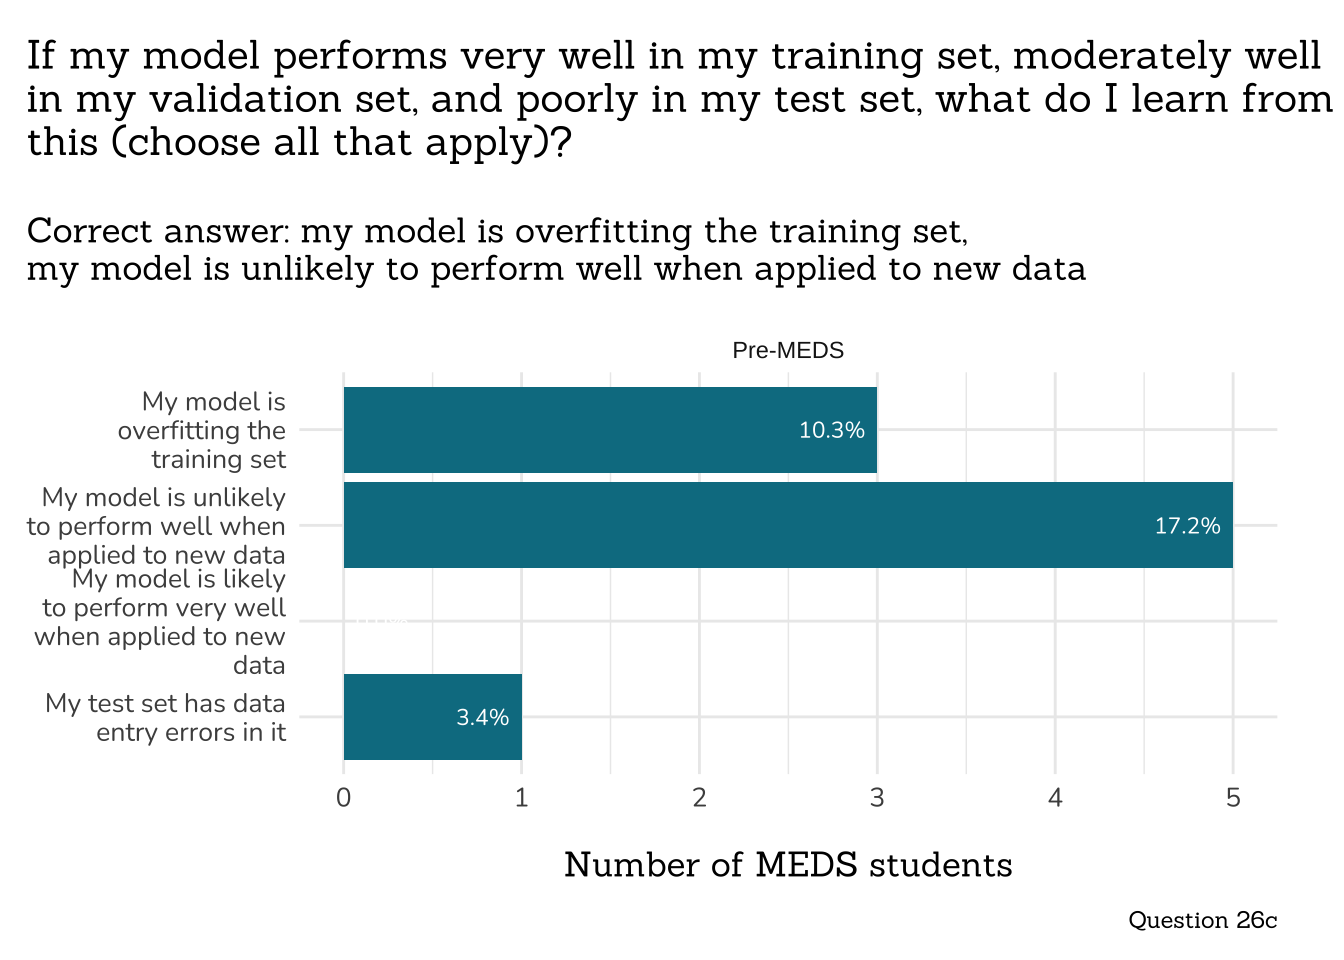 If my model performs very well in my training set, moderately well
in my validation set, and poorly in my test set, what do I learn from
this (choose all that apply)?
Correct answer: my model is overfitting the training set,
my model is unlikely to perform well when applied to new data
Pre-MEDS
My model is
overfitting the
training set
10.3%
My model is unlikely
to perform well when
applied to new data
17.2%
My model is likely
to perform very well
when applied to new
data
My test set has data
entry errors in it
3.4%
0 1 2 3 4 5
Number of MEDS students
Question 26c